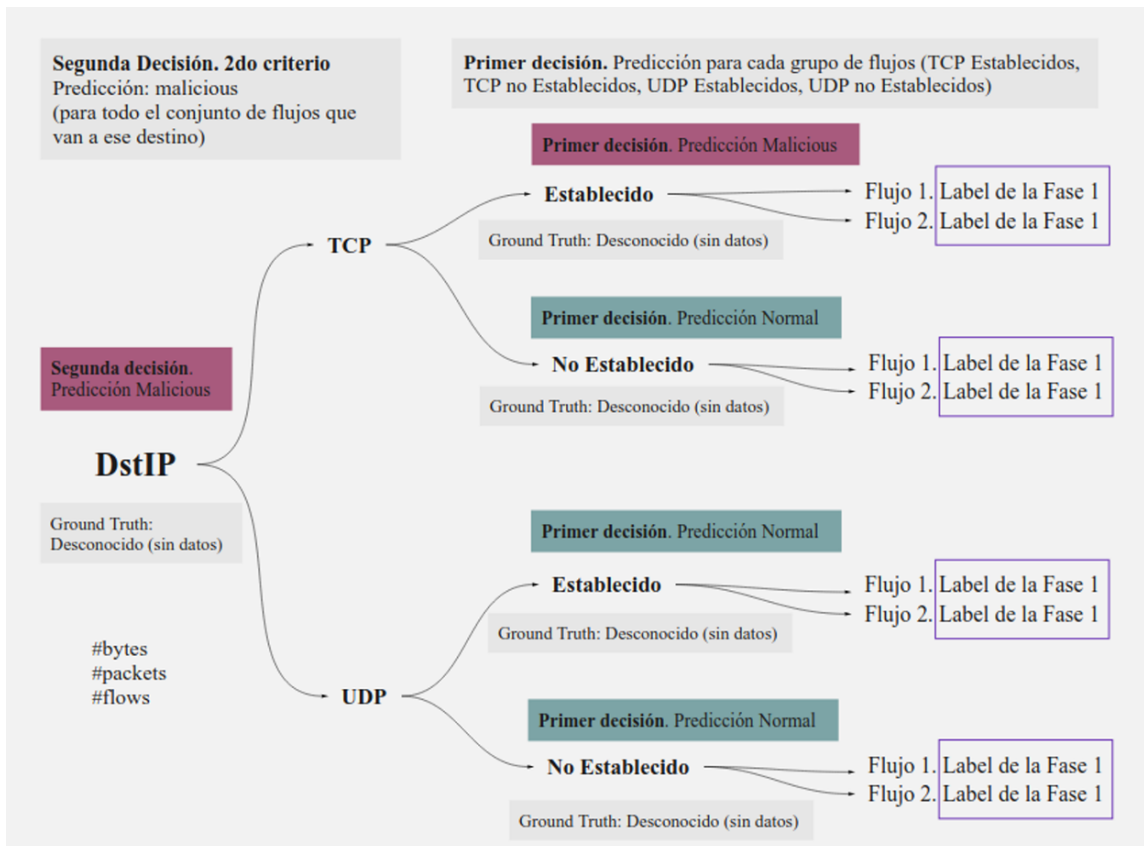 Segunda Decisión. 2do criterio
Predicción: malicious
(para todo el conjunto de flujos que
van a ese destino)
Primer decisión. Predicción para cada grupo de flujos (TCP Establecidos,
TCP no Establecidos, UDP Establecidos, UDP no Establecidos)
Primer decisión. Predicción Malicious
Establecido
Flujo 1. Label de la Fase 1
Flujo 2. Label de la Fase 1
Ground Truth: Desconocido (sin datos)
TCP
Primer decisión. Predicción Normal
No Establecido
Flujo 1. Label de la Fase 1
Flujo 2. Label de la Fase 1
Ground Truth: Desconocido (sin datos)
Segunda decisión.
Predicción Malicious
DstIP
Ground Truth:
Desconocido (sin datos)
Primer decisión. Predicción Normal
Establecido
Flujo 1. Label de la Fase 1
Flujo 2. Label de la Fase 1
Ground Truth: Desconocido (sin datos)
#bytes
#packets
#flows
UDP
Primer decisión. Predicción Normal
No Establecido
Flujo 1. Label de la Fase 1
Flujo 2. Label de la Fase 1
Ground Truth: Desconocido (sin datos)